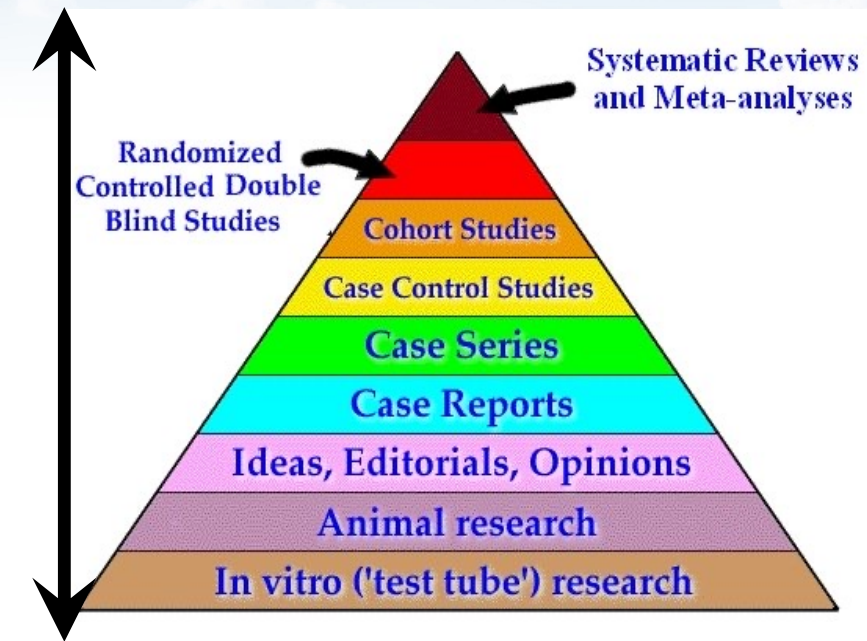 Systematic Reviews
and Meta-analyses
Randomized
Controlled Double
Blind Studies
Cohort Studies
Case Control Studies
Case Series
Case Reports
Ideas, Editorials, Opinions
Animal research
In vitro ('test tube') research